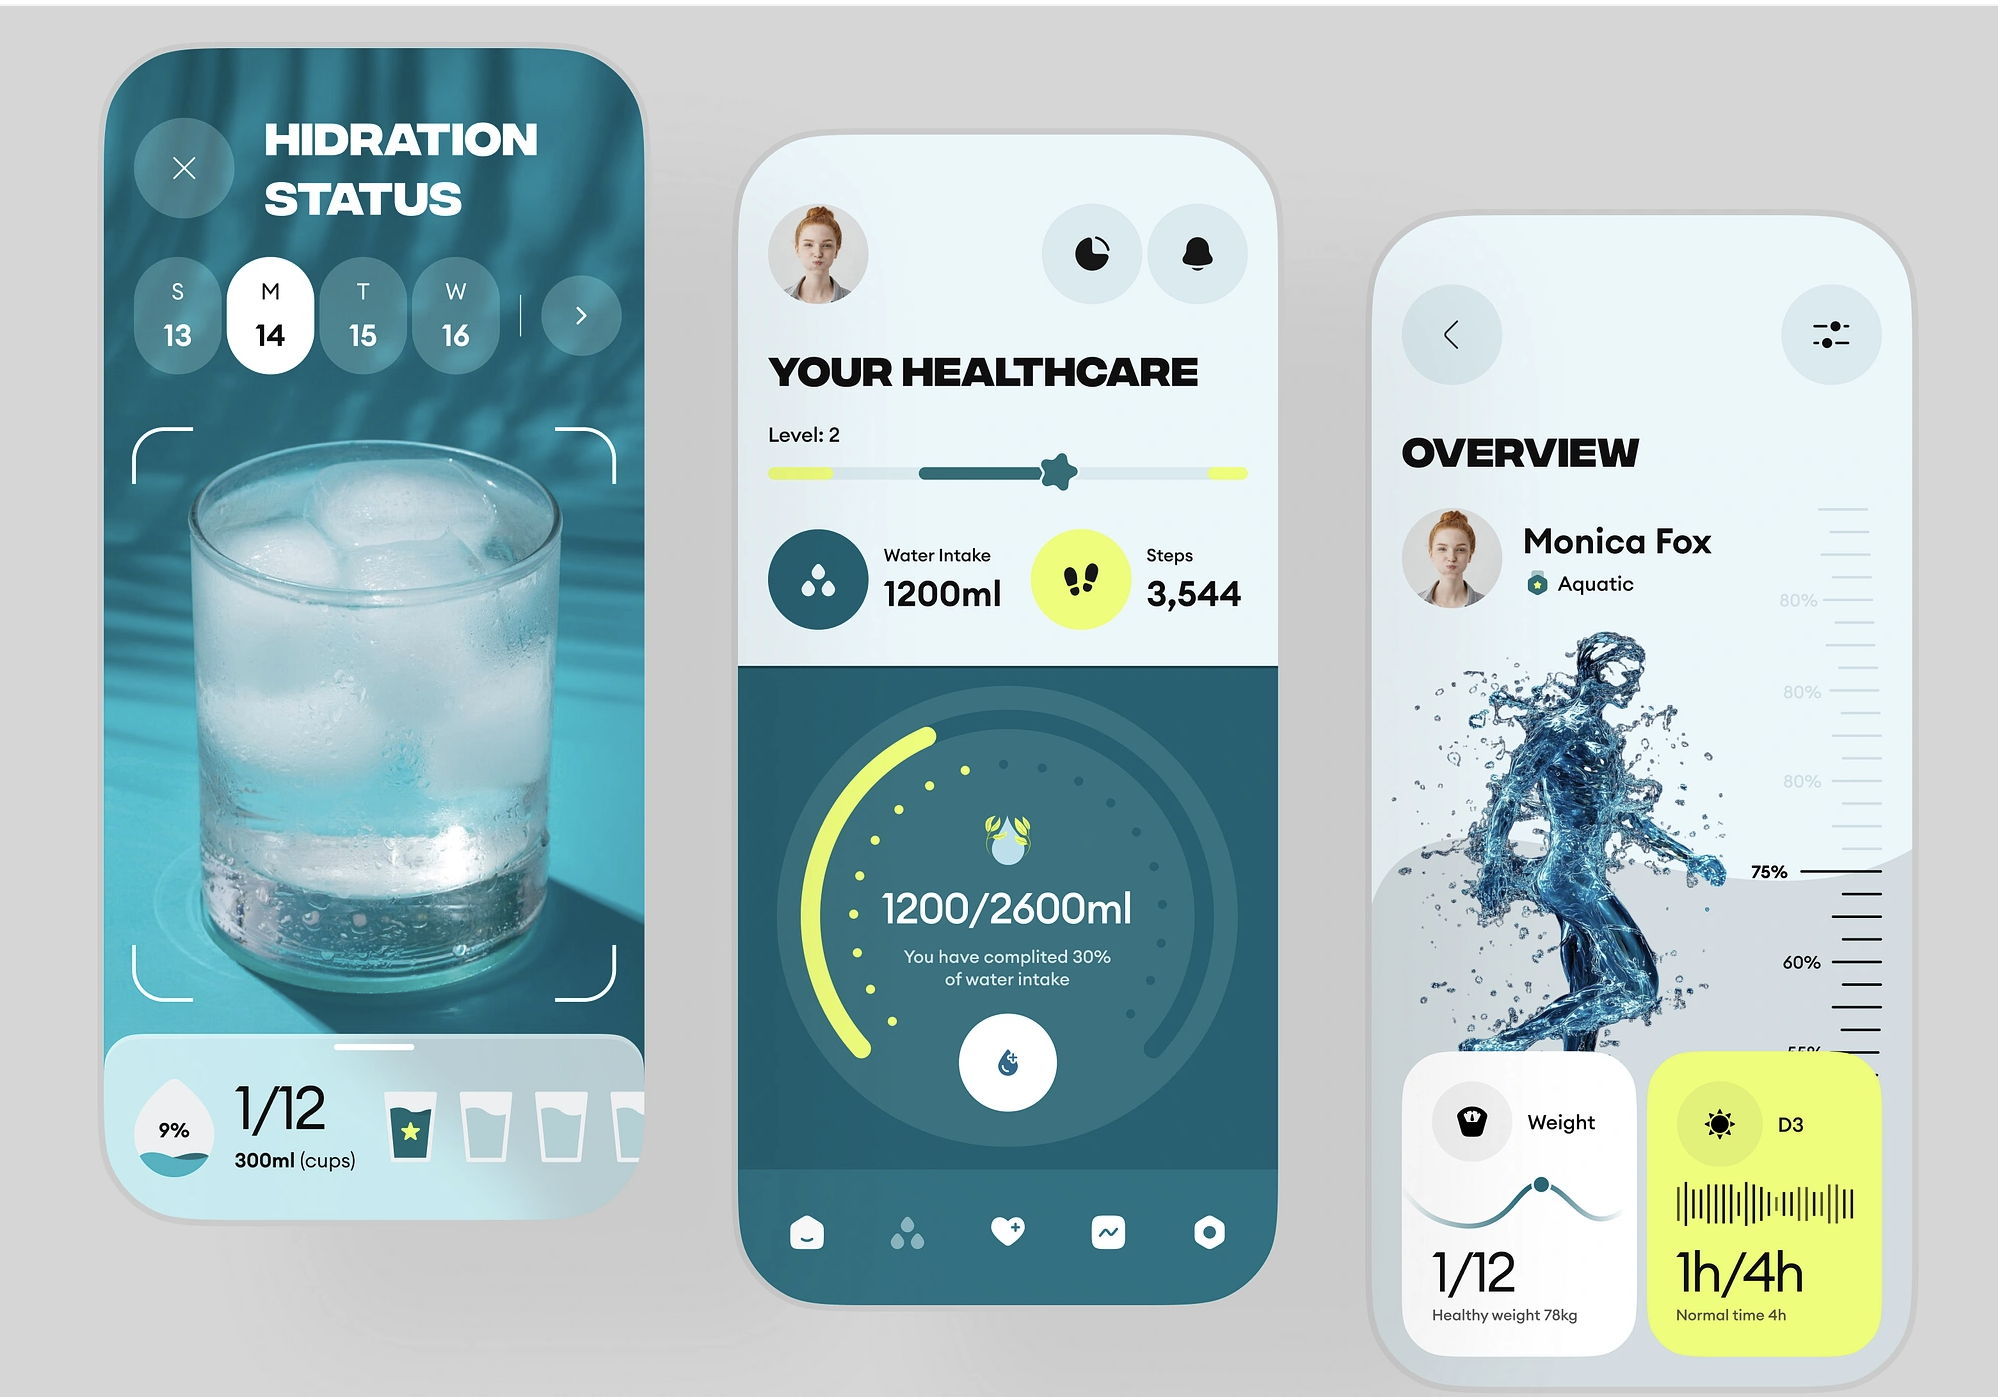 HIDRATION
STATUS
S
13
M
14
T
15
W
16
9%
1/12
300ml (cups)
YOUR HEALTHCARE
Level: 2
Water Intake
1200ml
Steps
3,544
1200/2600ml
You have complited 30%
of water intake
OVERVIEW
Monica Fox
Aquatic
80%
80%
80%
75%
60%
55%
Weight
1/12
Healthy weight 78kg
D3
1h/4h
Normal time 4h